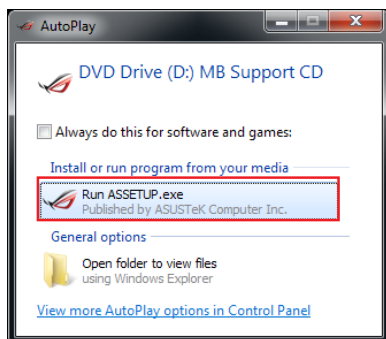 AutoPlay
DVD Drive (D:) MB Support CD
Always do this for software and games:
Install or run program from your media
Run ASSETUP.exe
Published by ASUSTeK Computer Inc.
General options
Open folder to view files
using Windows Explorer
View more AutoPlay options in Control Panel